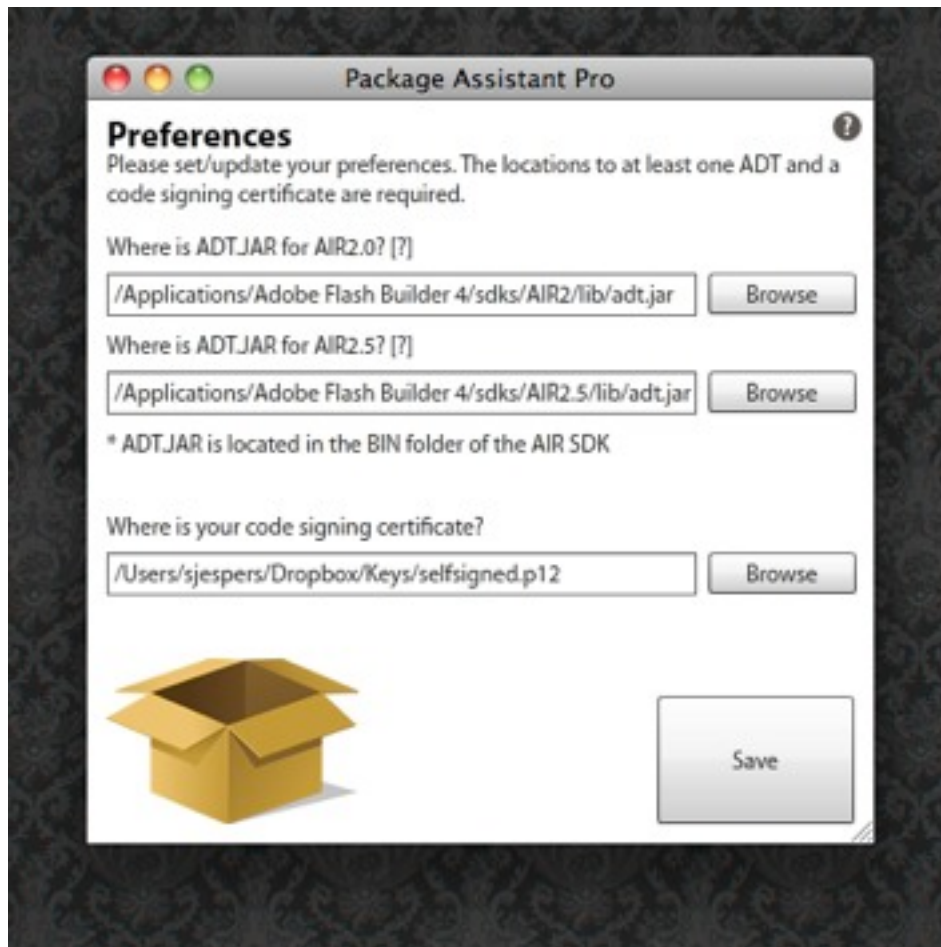 Package Assistant Pro
Preferences
?
Please set/update your preferences. The locations to at least one ADT and a
code signing certificate are required.
Where is ADT.JAR for AIR2.0? [?]
/Applications/Adobe Flash Builder 4/sdks/AIR2/lib/adt.jar
Browse
Where is ADT.JAR for AIR2.5? [?]
/Applications/Adobe Flash Builder 4/sdks/AIR2.5/lib/adt.jar
Browse
* ADT.JAR is located in the BIN folder of the AIR SDK
Where is your code signing certificate?
/Users/sjespers/Dropbox/Keys/selfsigned.p12
Browse
Save